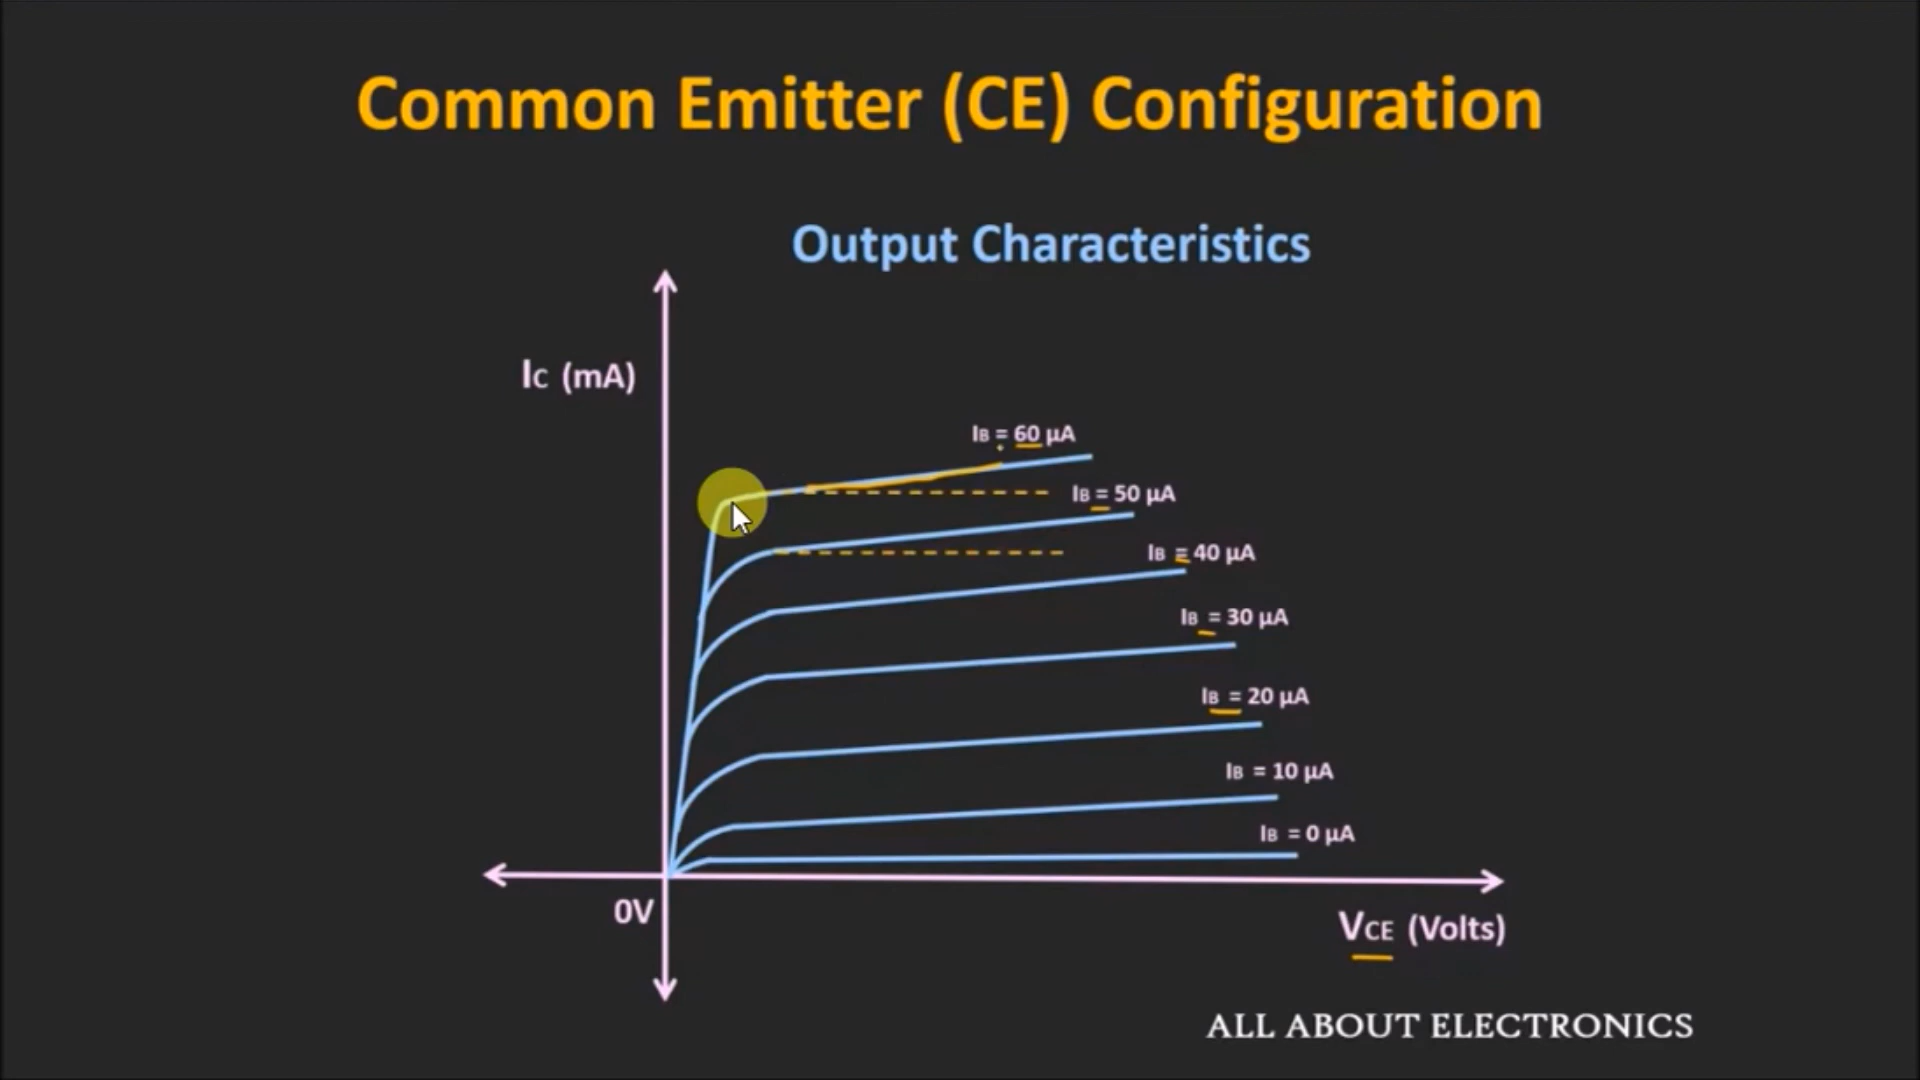 Common Emitter (CE) Configuration
Output Characteristics
IC (mA)
IB = 60 µA
IB = 50 µA
IB = 40 µA
IB = 30 µA
IB = 20 µA
IB = 10 µA
IB = 0 µA
0V
VCE (Volts)
ALL ABOUT ELECTRONICS